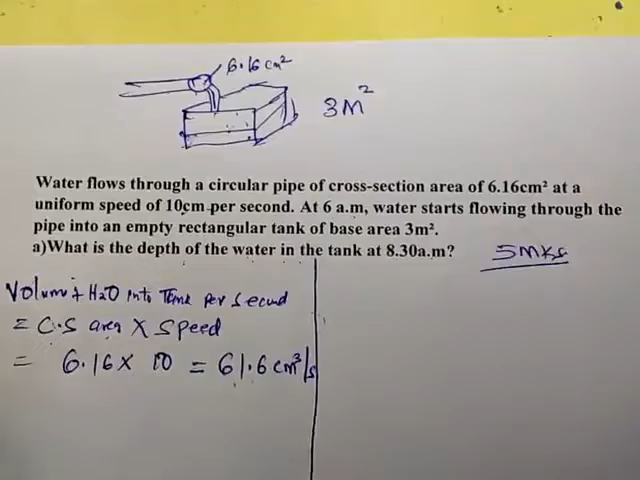 6.16 cm²
3M²
Water flows through a circular pipe of cross-section area of 6.16cm² at a
uniform speed of 10cm per second. At 6 a.m, water starts flowing through the
pipe into an empty rectangular tank of base area 3m².
a)What is the depth of the water in the tank at 8.30a.m?
5MKs
Volume of H2O into Tank Per Second
= C.S area X Speed
= 6.16 X 10 = 61.6 cm³/s